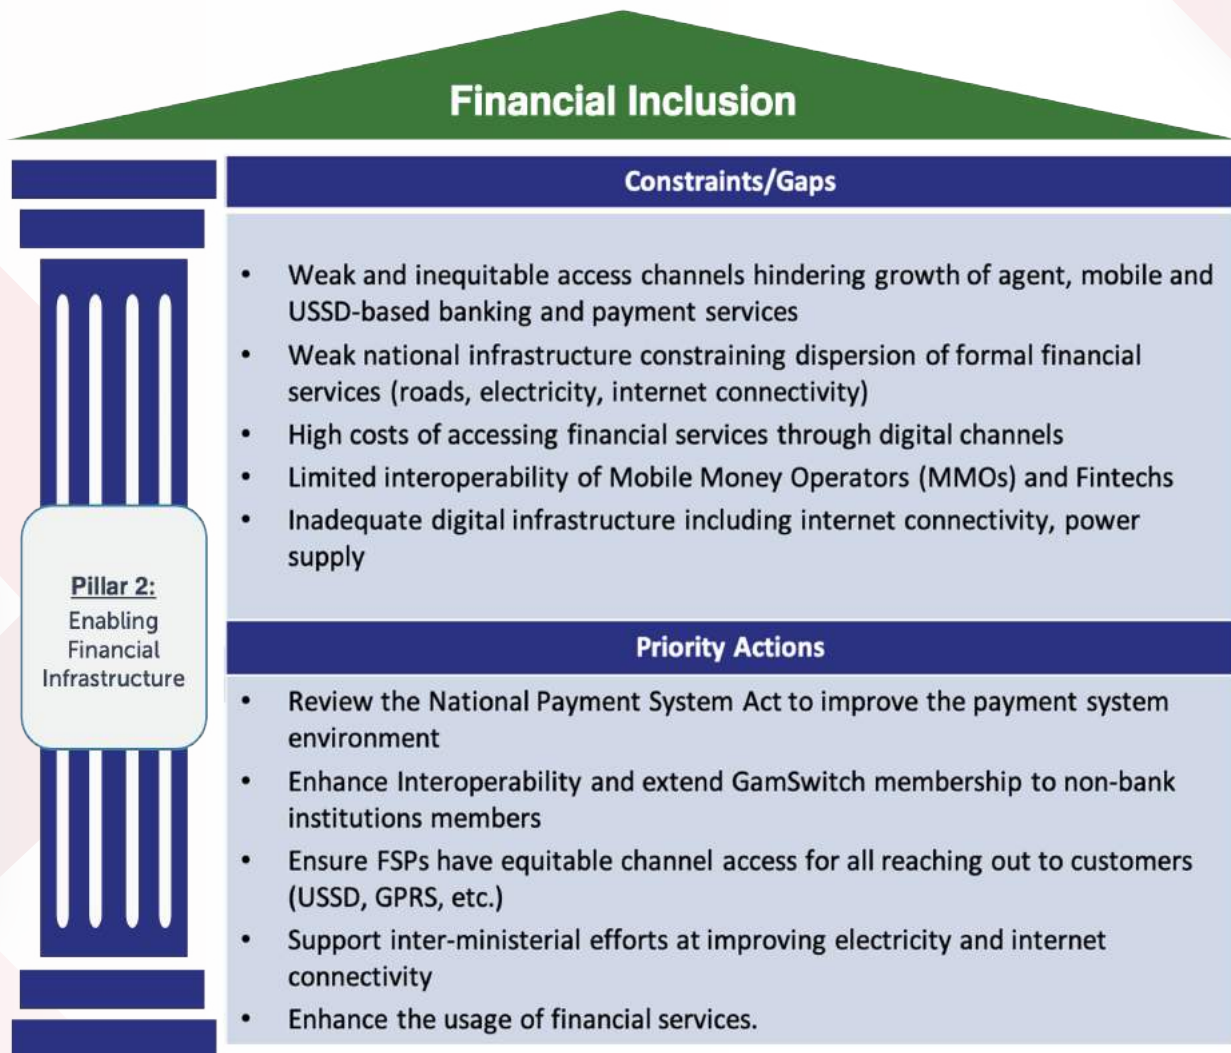 Financial Inclusion
Constraints/Gaps
• Weak and inequitable access channels hindering growth of agent, mobile and
USSD-based banking and payment services
• Weak national infrastructure constraining dispersion of formal financial
services (roads, electricity, internet connectivity)
• High costs of accessing financial services through digital channels
• Limited interoperability of Mobile Money Operators (MMOs) and Fintechs
• Inadequate digital infrastructure including internet connectivity, power
supply
Pillar 2:
Enabling
Financial
Infrastructure
Priority Actions
• Review the National Payment System Act to improve the payment system
environment
• Enhance Interoperability and extend GamSwitch membership to non-bank
institutions members
• Ensure FSPs have equitable channel access for all reaching out to customers
(USSD, GPRS, etc.)
• Support inter-ministerial efforts at improving electricity and internet
connectivity
• Enhance the usage of financial services.